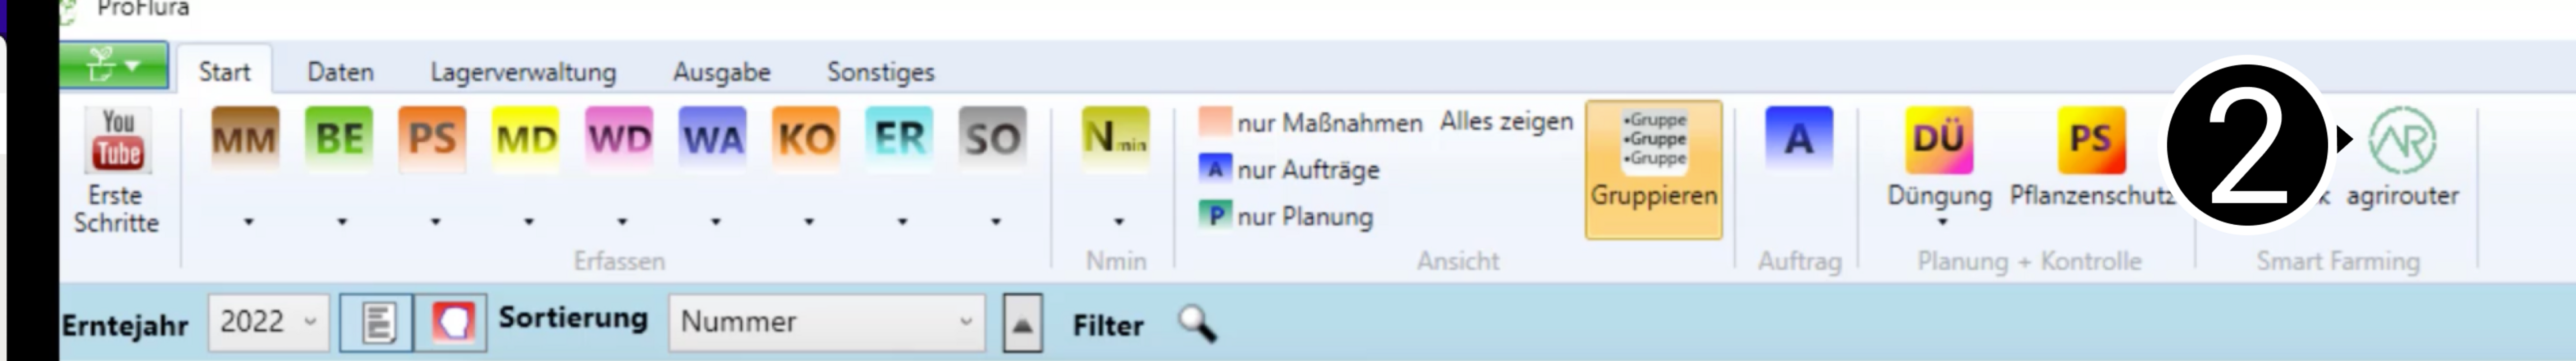 ProFlura
Start Daten Lagerverwaltung Ausgabe Sonstiges
You
Tube
Erste
Schritte
MM BE PS MD WD WA KO ER SO
Erfassen
Nmin
Nmin
nur Maßnahmen Alles zeigen
A nur Aufträge
P nur Planung
•Gruppe
•Gruppe
•Gruppe
Gruppieren
Ansicht
A
Auftrag
DÜ
Düngung
PS
Pflanzenschutz
Planung + Kontrolle
2
AR
agrirouter
Smart Farming
Erntejahr 2022 Sortierung Nummer Filter